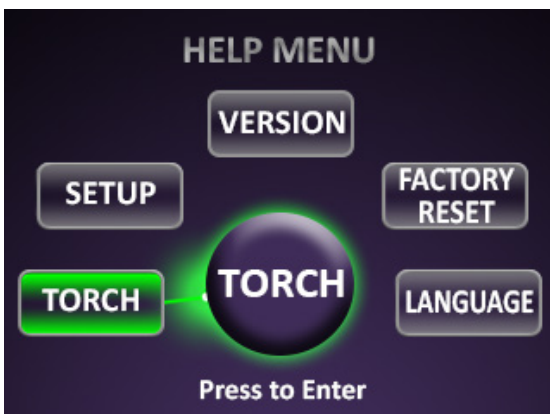 HELP MENU
VERSION
SETUP
FACTORY
RESET
TORCH
TORCH
LANGUAGE
Press to Enter